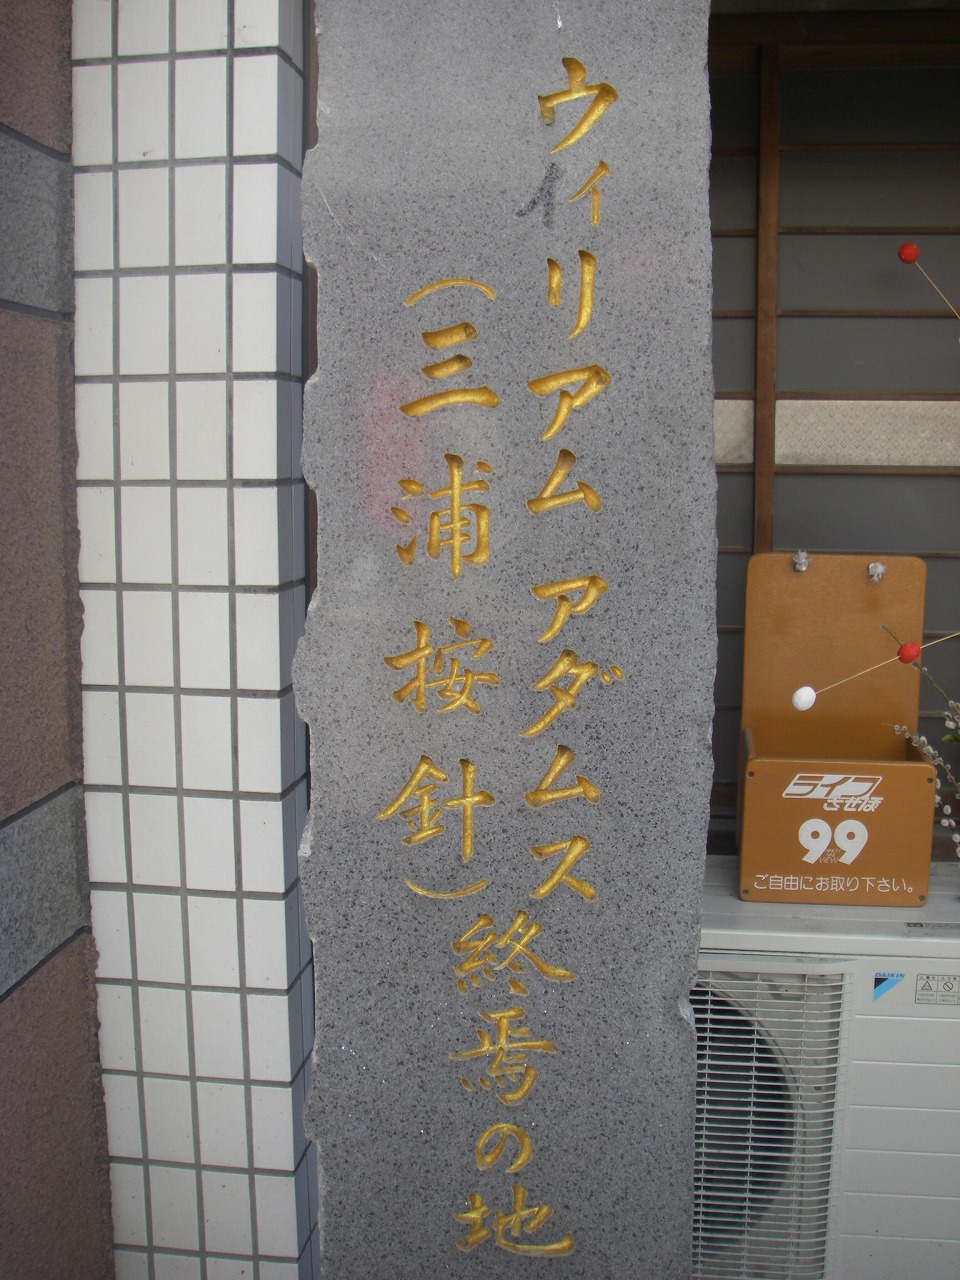 ウィリアム アダムス
(三浦按針)
終焉の地
ライフ
させぼ
99
VIEW
ご自由にお取り下さい。
DAIKIN